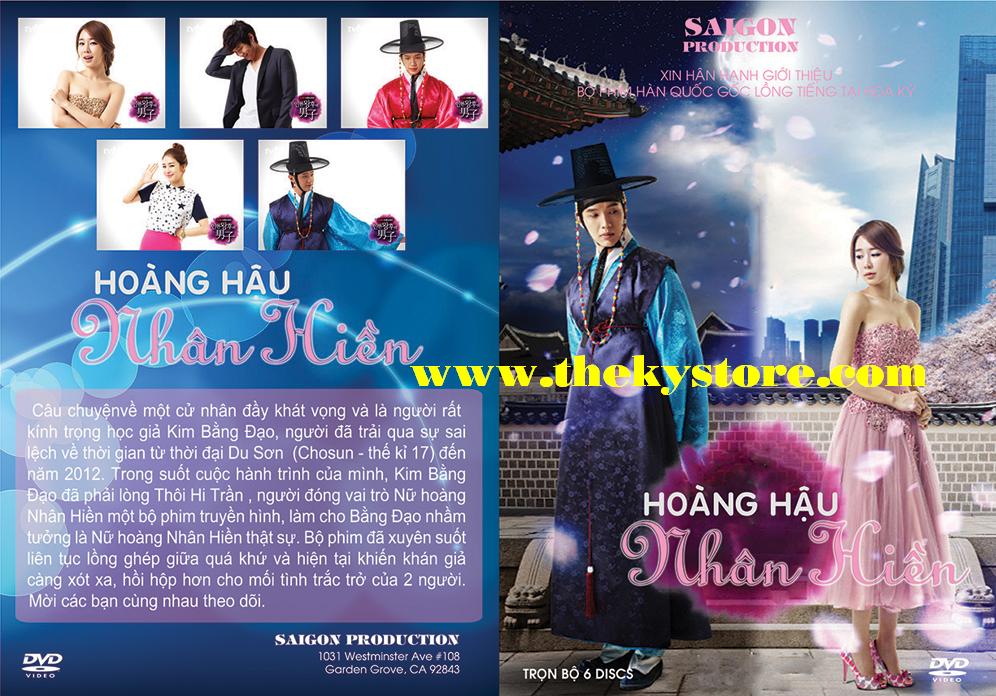 HOÀNG HÂU
Nhân Hiền
Câu chuyệnvề một cử nhân đầy khát vọng và là người rất
kính trọng học giả Kim Bằng Đạo, người đã trải qua sự sai
lệch về thời gian từ thời đại Du Sơn (Chosun - thế kỉ 17) đến
năm 2012. Trong suốt cuộc hành trình của mình, Kim Bằng
Đạo đã phải lòng Thôi Hi Trần , người đóng vai trò Nữ hoàng
Nhân Hiền một bộ phim truyền hình, làm cho Bằng Đạo nhầm
tưởng là Nữ hoàng Nhân Hiền thật sự. Bộ phim đã xuyên suốt
liên tục lồng ghép giữa quá khứ và hiện tại khiến khán giả
càng xót xa, hồi hộp hơn cho mối tình trắc trở của 2 người.
Mời các bạn cùng nhau theo dõi.
SAIGON PRODUCTION
1031 Westminster Ave #108
Garden Grove, CA 92843
DVD
VIDEO
SAIGON
PRODUCTION
XIN HÂN HẠNH GIỚI THIỆU
BỘ PHIM HÀN QUỐC GỐC LỒNG TIẾNG TẠI HOA KỲ
www.thekystore.com
HOÀNG HẬU
Nhân Hiền
TRỌN BỘ 6 DISCS
DVD
VIDEO